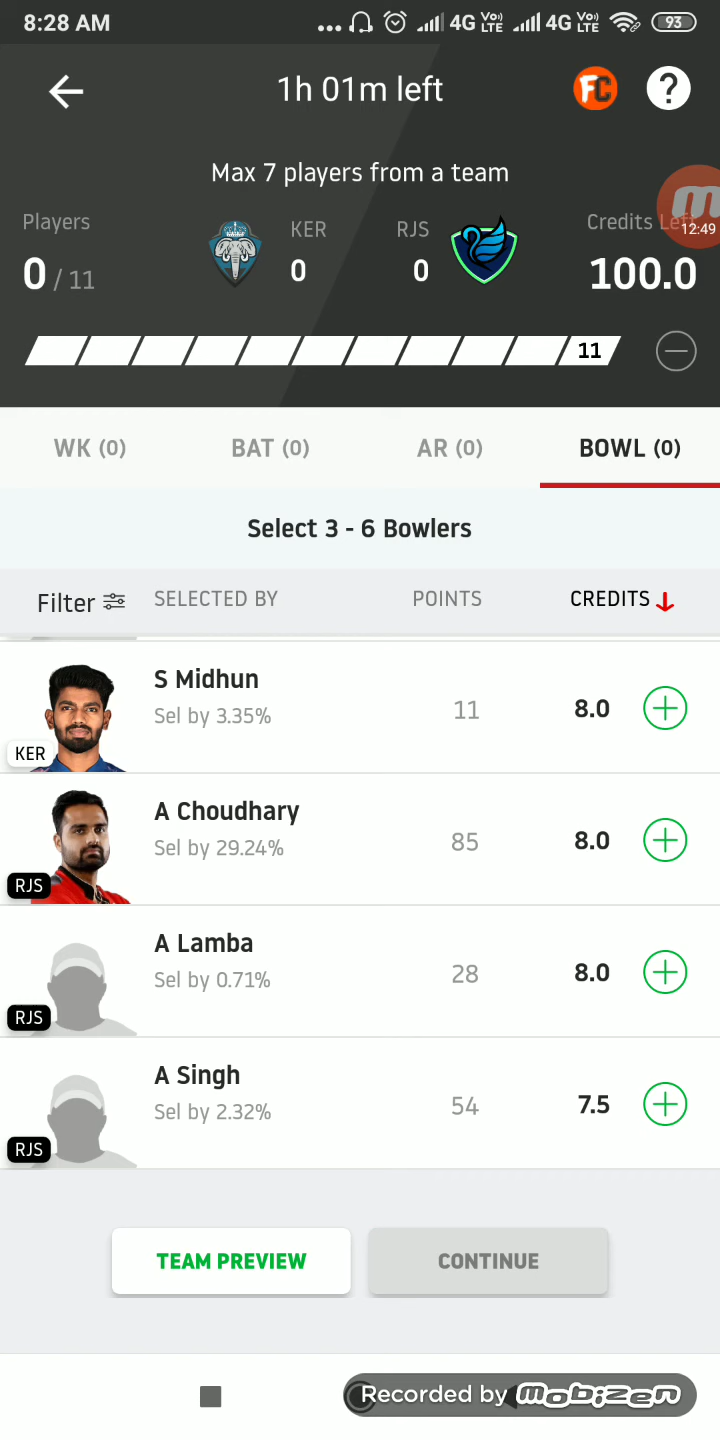 8:28 AM ... 4G Vo) LTE 4G Vo) LTE 93
1h 01m left FC ?
Max 7 players from a team
Players KER RJS Credits Left
12:49
0 / 11 0 0 100.0
11
WK (0) BAT (0) AR (0) BOWL (0)
Select 3 - 6 Bowlers
Filter SELECTED BY POINTS CREDITS
S Midhun
Sel by 3.35% 11 8.0
KER
A Choudhary
Sel by 29.24% 85 8.0
RJS
A Lamba
Sel by 0.71% 28 8.0
RJS
A Singh
Sel by 2.32% 54 7.5
RJS
TEAM PREVIEW CONTINUE
Recorded by mobizen